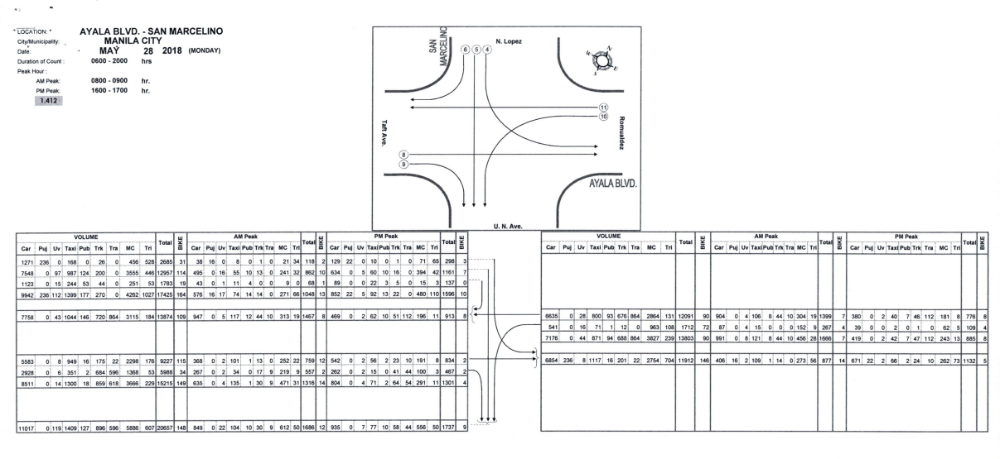 LOCATION: AYALA BLVD. - SAN MARCELINO
City/Municipality: MANILA CITY
Date: MAY 28 2018 (MONDAY)
Duration of Count : 0600 - 2000 hrs
Peak Hour :
AM Peak: 0800 - 0900 hr.
PM Peak: 1600 - 1700 hr.
1.412
SAN MARCELINO
N. Lopez
6 5 4
N
W
E
S
11
10
Taft Ave.
Romualdez
8
9
AYALA BLVD.
U. N. Ave.
VOLUME Total BIKE AM Peak Total BIKE PM Peak Total BIKE
Car Puj Uv Taxi Pub Trk Tra MC Tri Car Puj Uv Taxi Pub Trk Tra MC Tri Car Puj Uv Taxi Pub Trk Tra MC Tri
1271 236 0 168 0 26 0 456 528 2685 31 38 16 0 8 0 1 0 21 34 118 2 129 22 0 10 0 1 0 71 65 298 3
7548 0 97 987 124 200 0 3555 446 12957 114 495 0 16 55 10 13 0 241 32 862 10 634 0 5 60 10 16 0 394 42 1161 7
1123 0 15 244 53 44 0 251 53 1783 19 43 0 1 11 4 0 0 9 0 68 1 89 0 0 22 3 5 0 15 3 137 0
9942 236 112 1399 177 270 0 4262 1027 17425 164 576 16 17 74 14 14 0 271 66 1048 13 852 22 5 92 13 22 0 480 110 1596 10
7758 0 43 1044 146 720 864 3115 184 13874 109 947 0 5 117 12 44 10 313 19 1467 8 469 0 2 62 10 51 112 196 11 913 8
5583 0 8 949 16 175 22 2298 176 9227 115 368 0 2 101 1 13 0 252 22 759 12 542 0 2 56 2 23 10 191 8 834 2
2928 0 6 351 2 684 596 1368 53 5988 34 267 0 2 34 0 17 9 219 9 557 2 262 0 2 15 0 41 44 100 3 467 2
8511 0 14 1300 18 859 618 3666 229 15215 149 635 0 4 135 1 30 9 471 31 1316 14 804 0 4 71 2 64 54 291 11 1301 4
11017 0 119 1409 127 896 596 5886 607 20657 148 849 0 22 104 10 30 9 612 50 1686 12 935 0 7 77 10 58 44 556 50 1737 9
VOLUME Total BIKE AM Peak Total BIKE PM Peak Total BIKE
Car Puj Uv Taxi Pub Trk Tra MC Tri Car Puj Uv Taxi Pub Trk Tra MC Tri Car Puj Uv Taxi Pub Trk Tra MC Tri
6635 0 28 800 93 676 864 2864 131 12091 90 904 0 4 106 8 44 10 304 19 1399 7 380 0 2 40 7 46 112 181 8 776 8
541 0 16 71 1 12 0 963 108 1712 72 87 0 4 15 0 0 0 152 9 267 4 39 0 0 2 0 1 0 62 5 109 4
7176 0 44 871 94 688 864 3827 239 13803 90 991 0 8 121 8 44 10 456 28 1666 7 419 0 2 42 7 47 112 243 13 885 8
6854 236 8 1117 16 201 22 2754 704 11912 146 406 16 2 109 1 14 0 273 56 877 14 671 22 2 66 2 24 10 262 73 1132 5